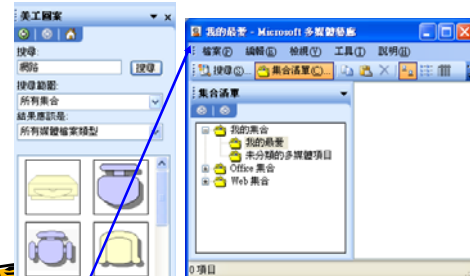 美工圖案
搜尋:
網路
搜尋
搜尋範圍:
所有集合
結果應該是:
所有媒體檔案類型
我的最愛 - Microsoft 多媒體藝廊
檔案(F) 編輯(E) 檢視(V) 工具(T) 說明(H)
搜尋(S)... 集合清單(C)...
集合清單
我的集合
我的最愛
未分類的多媒體項目
Office 集合
Web 集合
0 項目